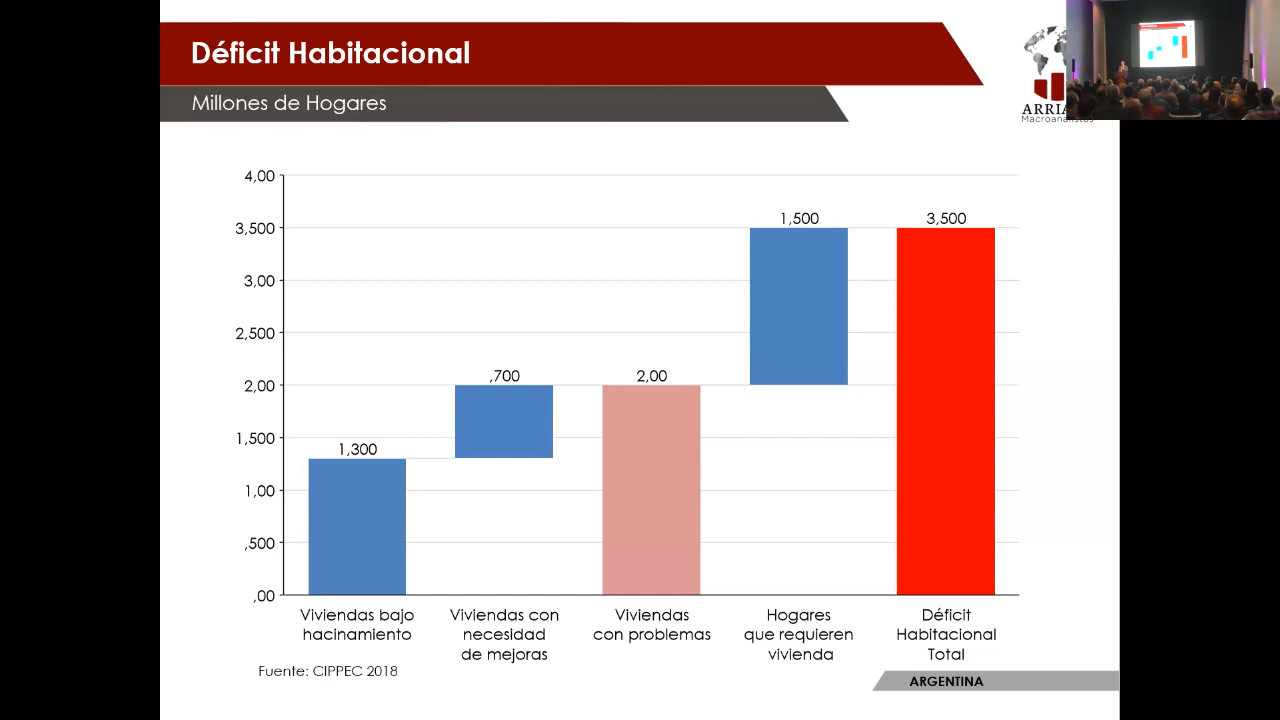 Déficit Habitacional
Millones de Hogares
ARRIA
Macroanalistas
4,00
3,500
3,00
2,500
2,00
1,500
1,00
,500
,00
1,300
,700
2,00
1,500
3,500
Viviendas bajo
hacinamiento
Viviendas con
necesidad
de mejoras
Viviendas
con problemas
Hogares
que requieren
vivienda
Déficit
Habitacional
Total
Fuente: CIPPEC 2018
ARGENTINA